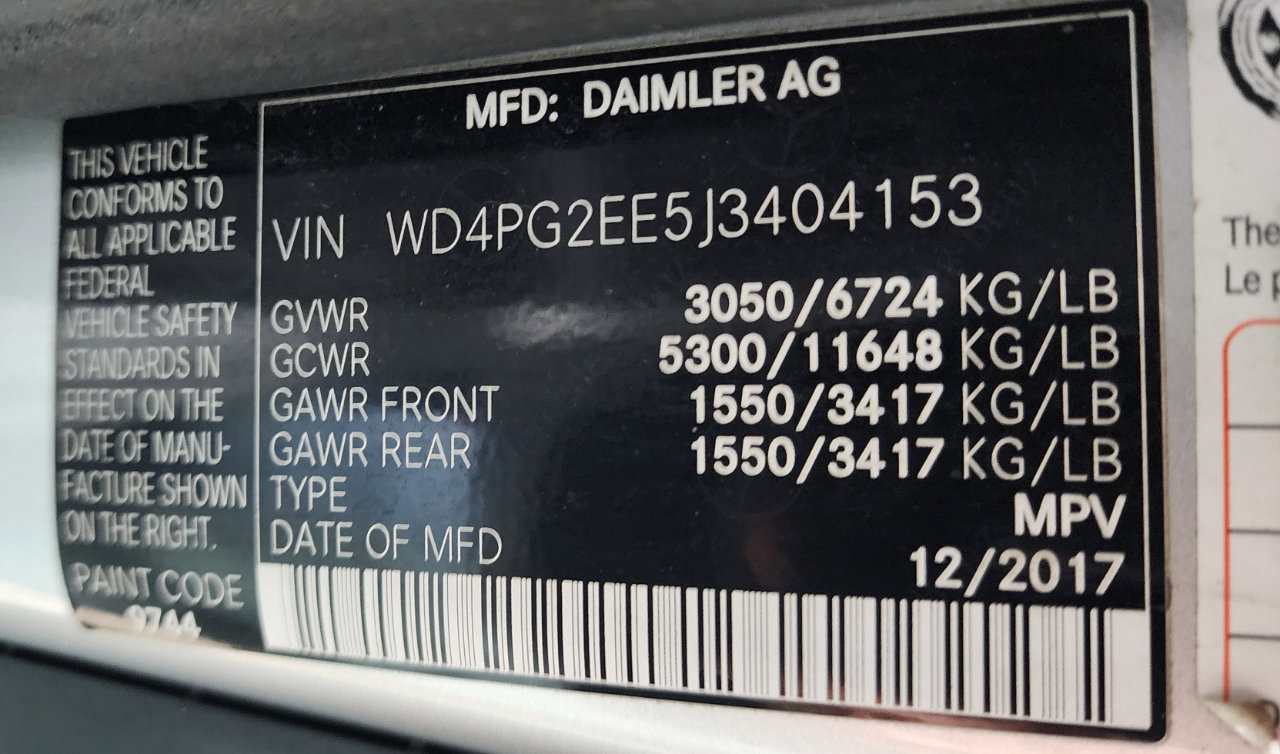 THIS VEHICLE
CONFORMS TO
ALL APPLICABLE
FEDERAL
VEHICLE SAFETY
STANDARDS IN
EFFECT ON THE
DATE OF MANU-
FACTURE SHOWN
ON THE RIGHT.
PAINT CODE
9744
MFD: DAIMLER AG
VIN WD4PG2EE5J3404153
GVWR 3050/6724 KG/LB
GCWR 5300/11648 KG/LB
GAWR FRONT 1550/3417 KG/LB
GAWR REAR 1550/3417 KG/LB
TYPE MPV
DATE OF MFD 12/2017
The
Le